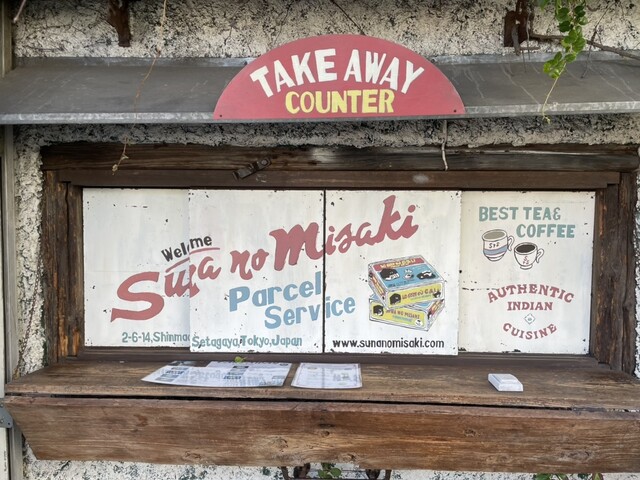 TAKE AWAY
COUNTER
Welcome
Suna no Misaki
Parcel
Service
2-6-14, Shinma
Setagaya, Tokyo, Japan
www.sunanomisaki.com
BEST TEA &
COFFEE
AUTHENTIC
INDIAN
CUISINE